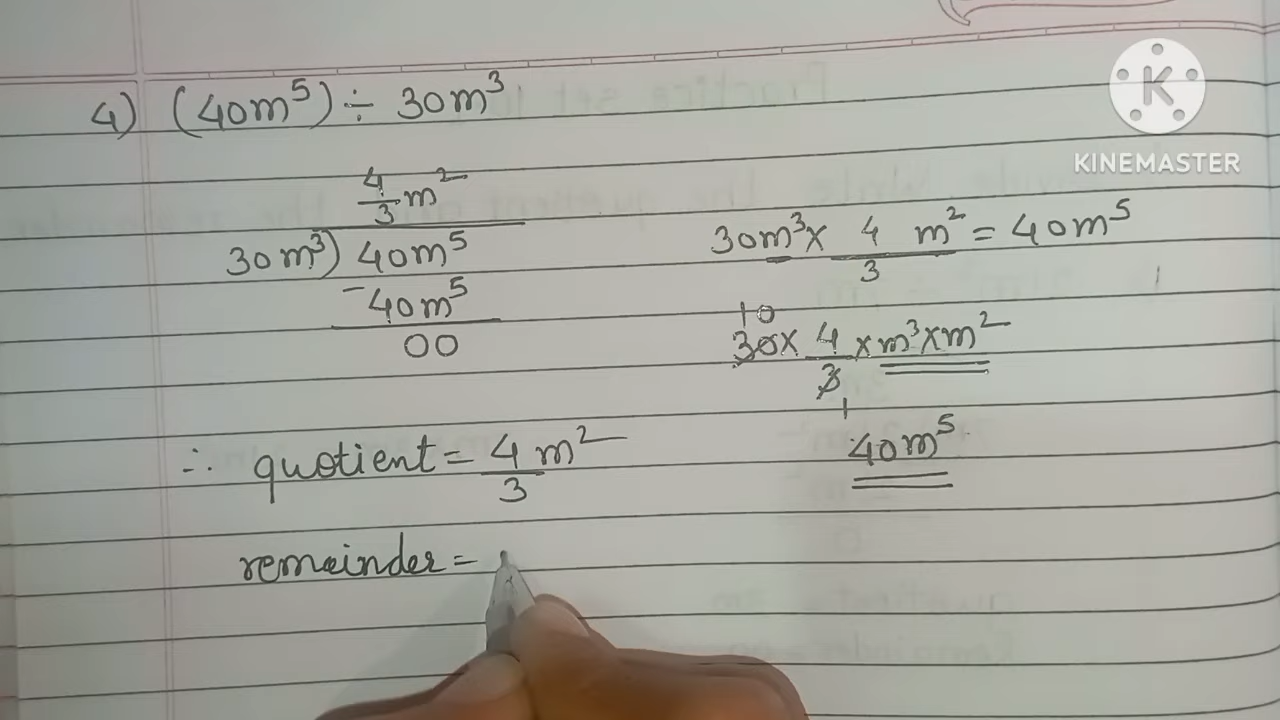 4) (40m⁵) ÷ 30m³
4/3 m²
30m³) 40m⁵
- 40m⁵
00
∴ quotient = 4/3 m²
remainder =
30m³ × 4/3 m² = 40m⁵
10
30 × 4/3 × m³ × m²
1
40m⁵
KINEMASTER